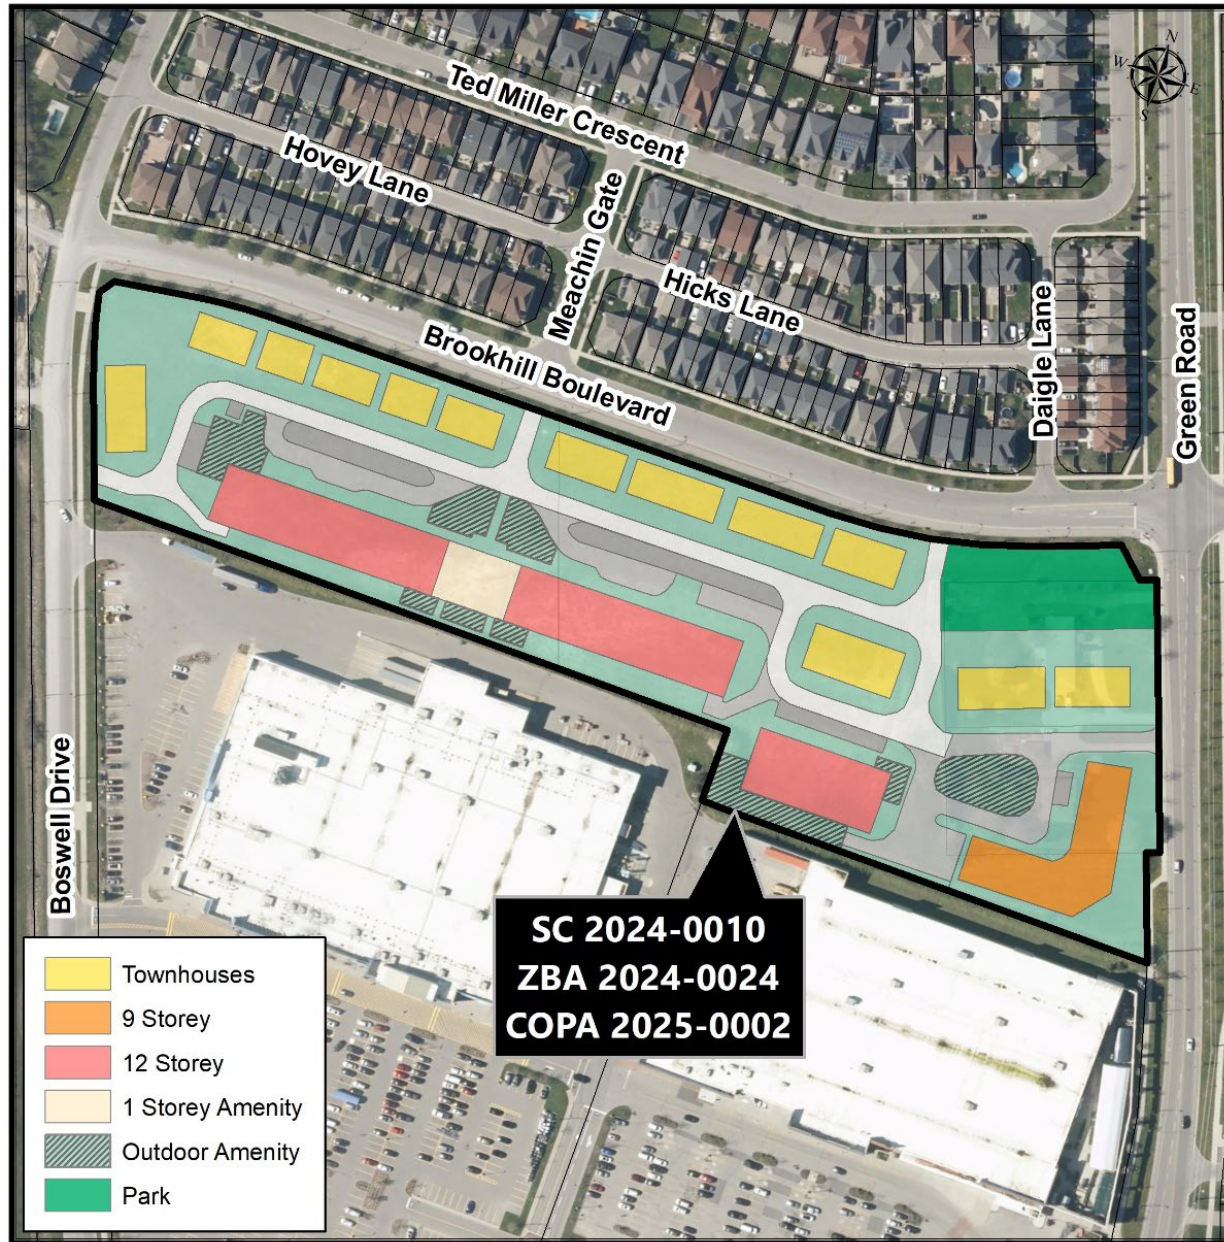 N
W
E
S
Ted Miller Crescent
Hovey Lane
Meachin Gate
Hicks Lane
Daigle Lane
Green Road
Brookhill Boulevard
Boswell Drive
SC 2024-0010
ZBA 2024-0024
COPA 2025-0002
Townhouses
9 Storey
12 Storey
1 Storey Amenity
Outdoor Amenity
Park